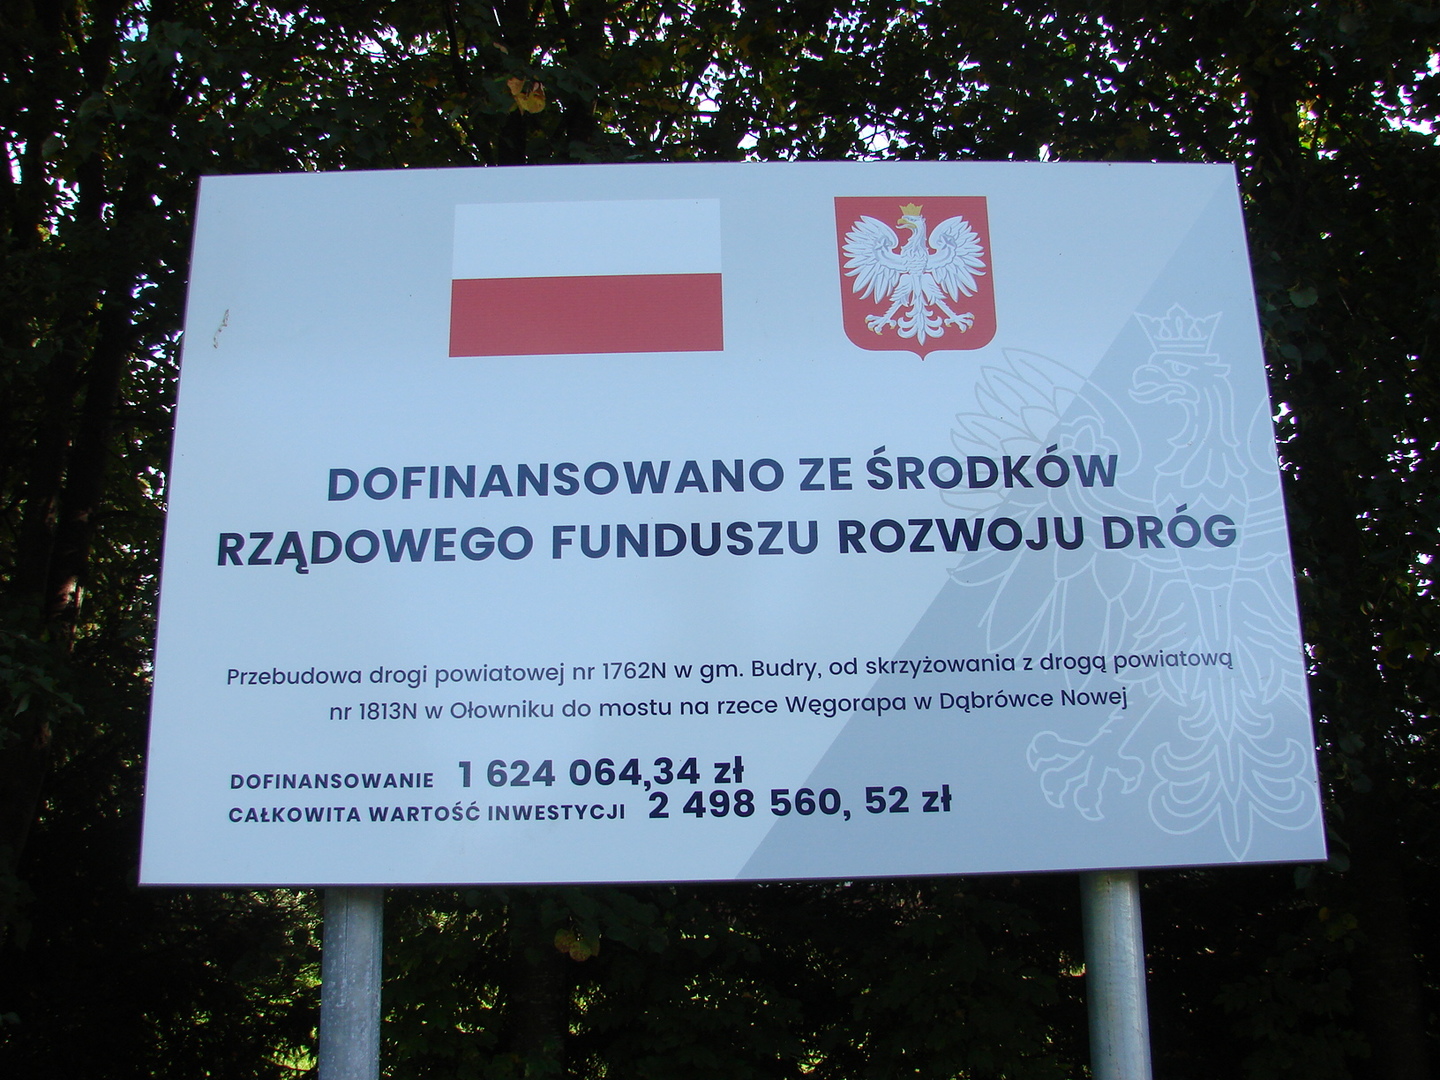 DOFINANSOWANO ZE ŚRODKÓW
RZĄDOWEGO FUNDUSZU ROZWOJU DRÓG
Przebudowa drogi powiatowej nr 1762N w gm. Budry, od skrzyżowania z drogą powiatową
nr 1813N w Ołowniku do mostu na rzece Węgorapa w Dąbrówce Nowej
DOFINANSOWANIE 1 624 064,34 zł
CAŁKOWITA WARTOŚĆ INWESTYCJI 2 498 560, 52 zł